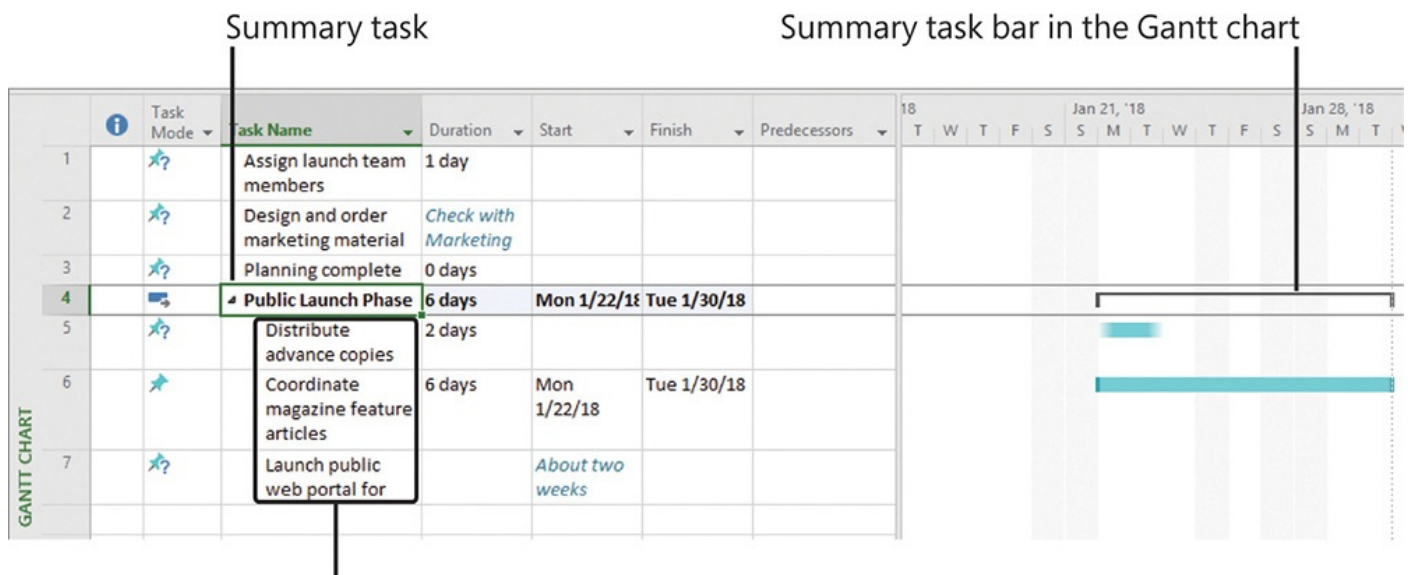 Summary task
Summary task bar in the Gantt chart
Task Mode
Task Name
Duration
Start
Finish
Predecessors
18
Jan 21, '18
Jan 28, '18
T W T F S S M T W T F S S M T
1
Assign launch team
members
1 day
2
Design and order
marketing material
Check with
Marketing
3
Planning complete
0 days
4
Public Launch Phase
6 days
Mon 1/22/18
Tue 1/30/18
5
Distribute
advance copies
2 days
6
Coordinate
magazine feature
articles
6 days
Mon
1/22/18
Tue 1/30/18
7
Launch public
web portal for
About two
weeks
GANTT CHART